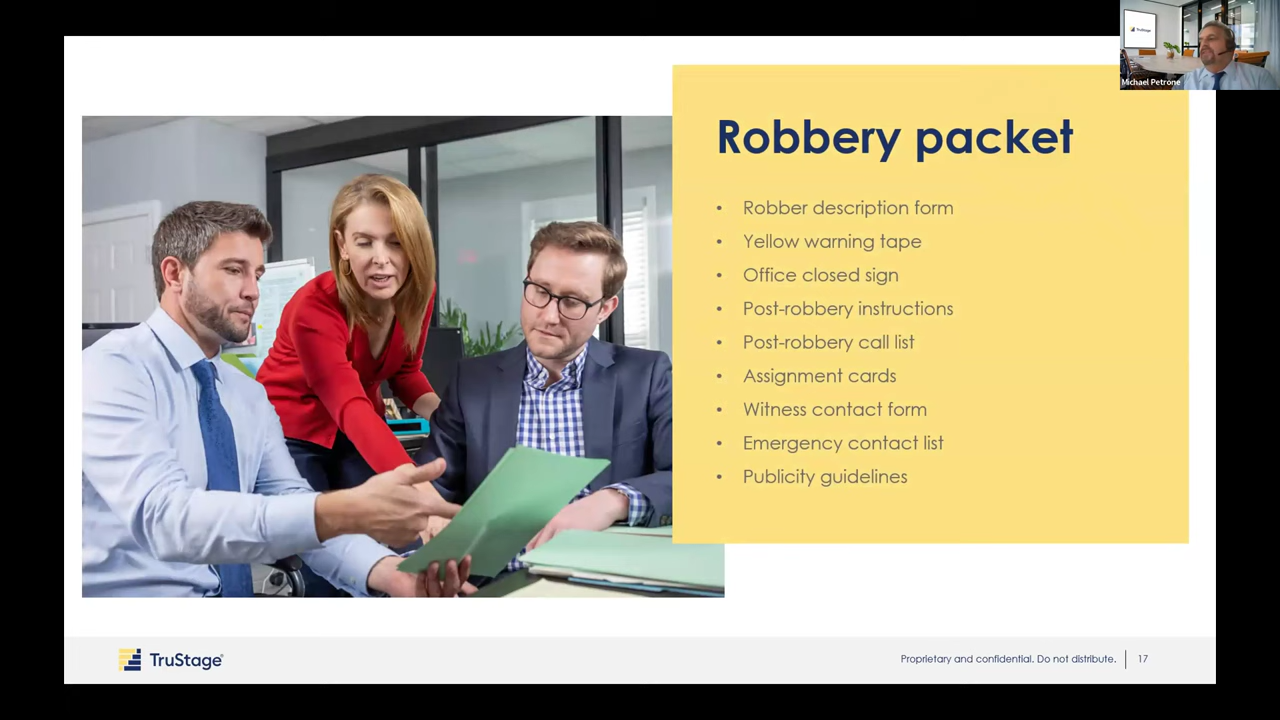 TruStage
Michael Petrone
Robbery packet
• Robber description form
• Yellow warning tape
• Office closed sign
• Post-robbery instructions
• Post-robbery call list
• Assignment cards
• Witness contact form
• Emergency contact list
• Publicity guidelines
TruStage
Proprietary and confidential. Do not distribute. 17